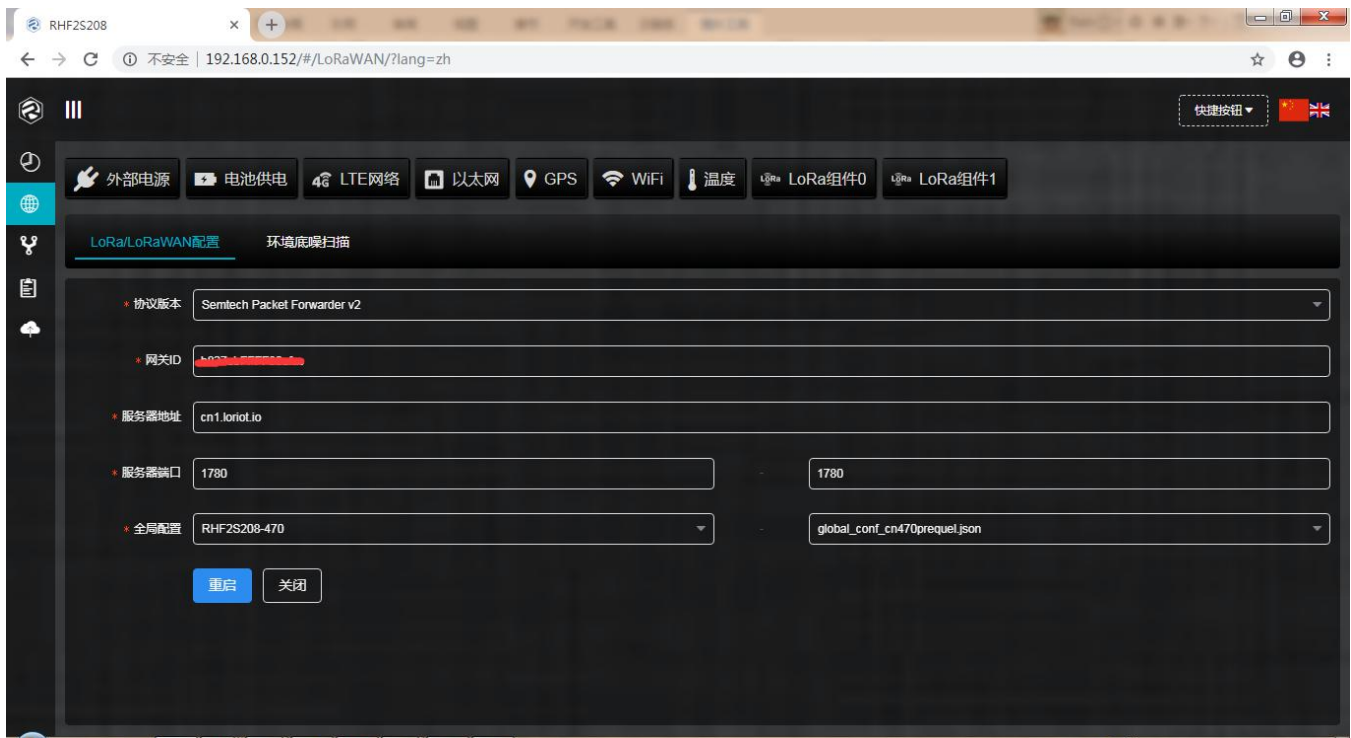 RHF2S208
不安全 | 192.168.0.152/#/LoRaWAN/?lang=zh
快捷按钮
外部电源 电池供电 4G LTE网络 以太网 GPS WiFi 温度 LoRa LoRa组件0 LoRa LoRa组件1
LoRa/LoRaWAN配置 环境底噪扫描
* 协议版本 Semtech Packet Forwarder v2
* 网关ID
* 服务器地址 cn1.loriot.io
* 服务器端口 1780 - 1780
* 全局配置 RHF2S208-470 - global_conf_cn470prequel.json
重启 关闭